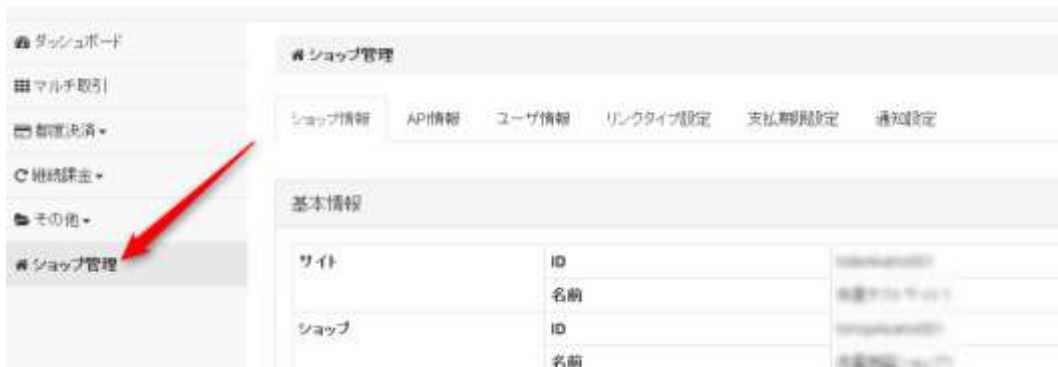 ダッシュボード
マルチ取引
都度決済
継続課金
その他
ショップ管理
ショップ管理
ショップ情報 API情報 ユーザ情報 リンクタイプ設定 支払期限設定 通知設定
基本情報
サイト ID
名前
ショップ ID
名前